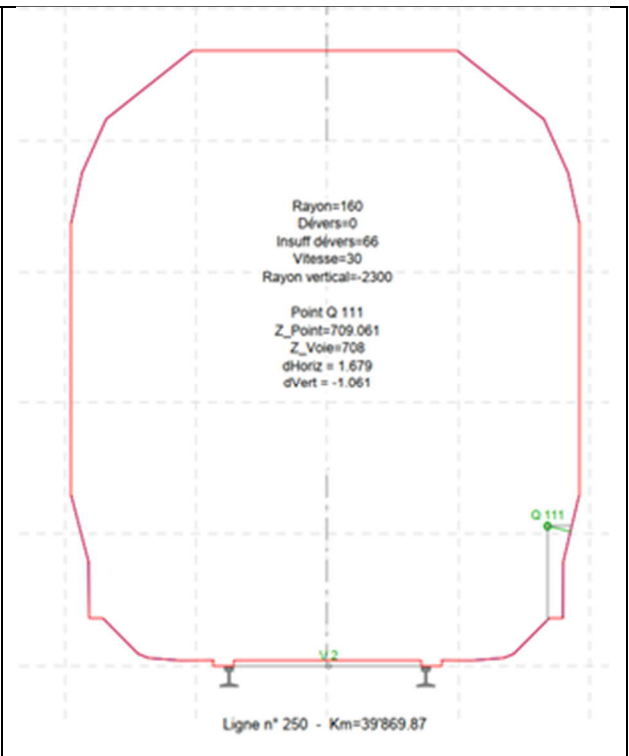 Rayon=160
Dévers=0
Insuff dévers=66
Vitesse=30
Rayon vertical=-2300
Point Q 111
Z_Point=709.061
Z_Voie=708
dHoriz = 1.679
dVert = -1.061
Q 111
V 2
Ligne n° 250 - Km=39'869.87